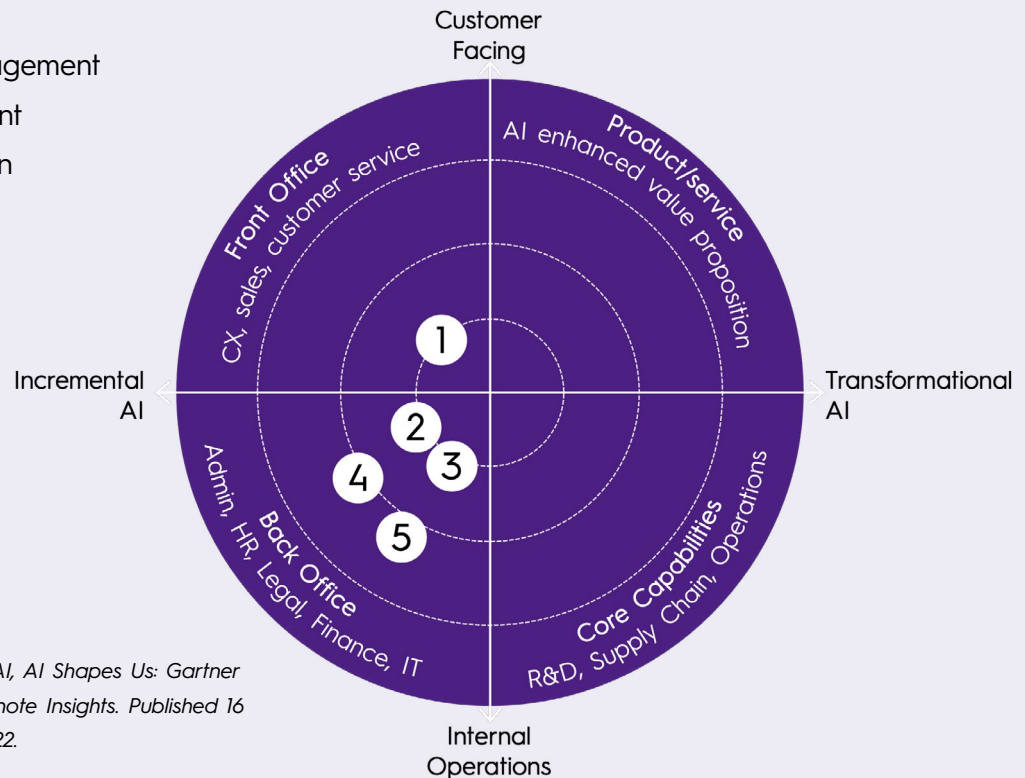 agement
nt
n
Customer
Facing
Front Office
CX, sales, customer service
Product/service
AI enhanced value proposition
1
Incremental
AI
Transformational
AI
2
3
4
5
Back Office
Admin, HR, Legal, Finance, IT
Core Capabilities
R&D, Supply Chain, Operations
AI, AI Shapes Us: Gartner
note Insights. Published 16
22.
Internal
Operations